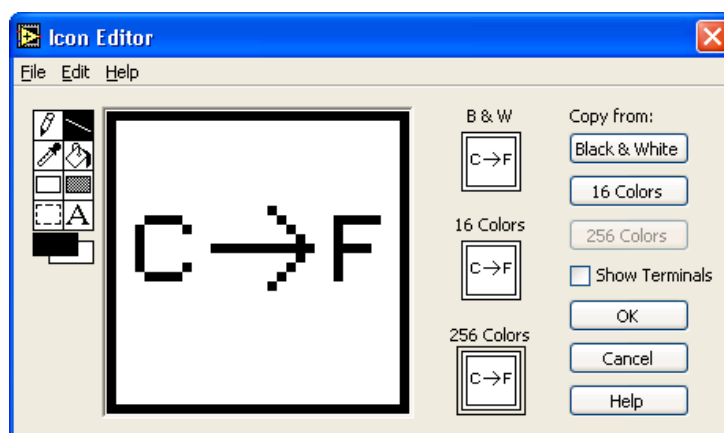 Icon Editor
File Edit Help
A
C→F
B & W
C→F
16 Colors
C→F
256 Colors
C→F
Copy from:
Black & White
16 Colors
256 Colors
Show Terminals
OK
Cancel
Help